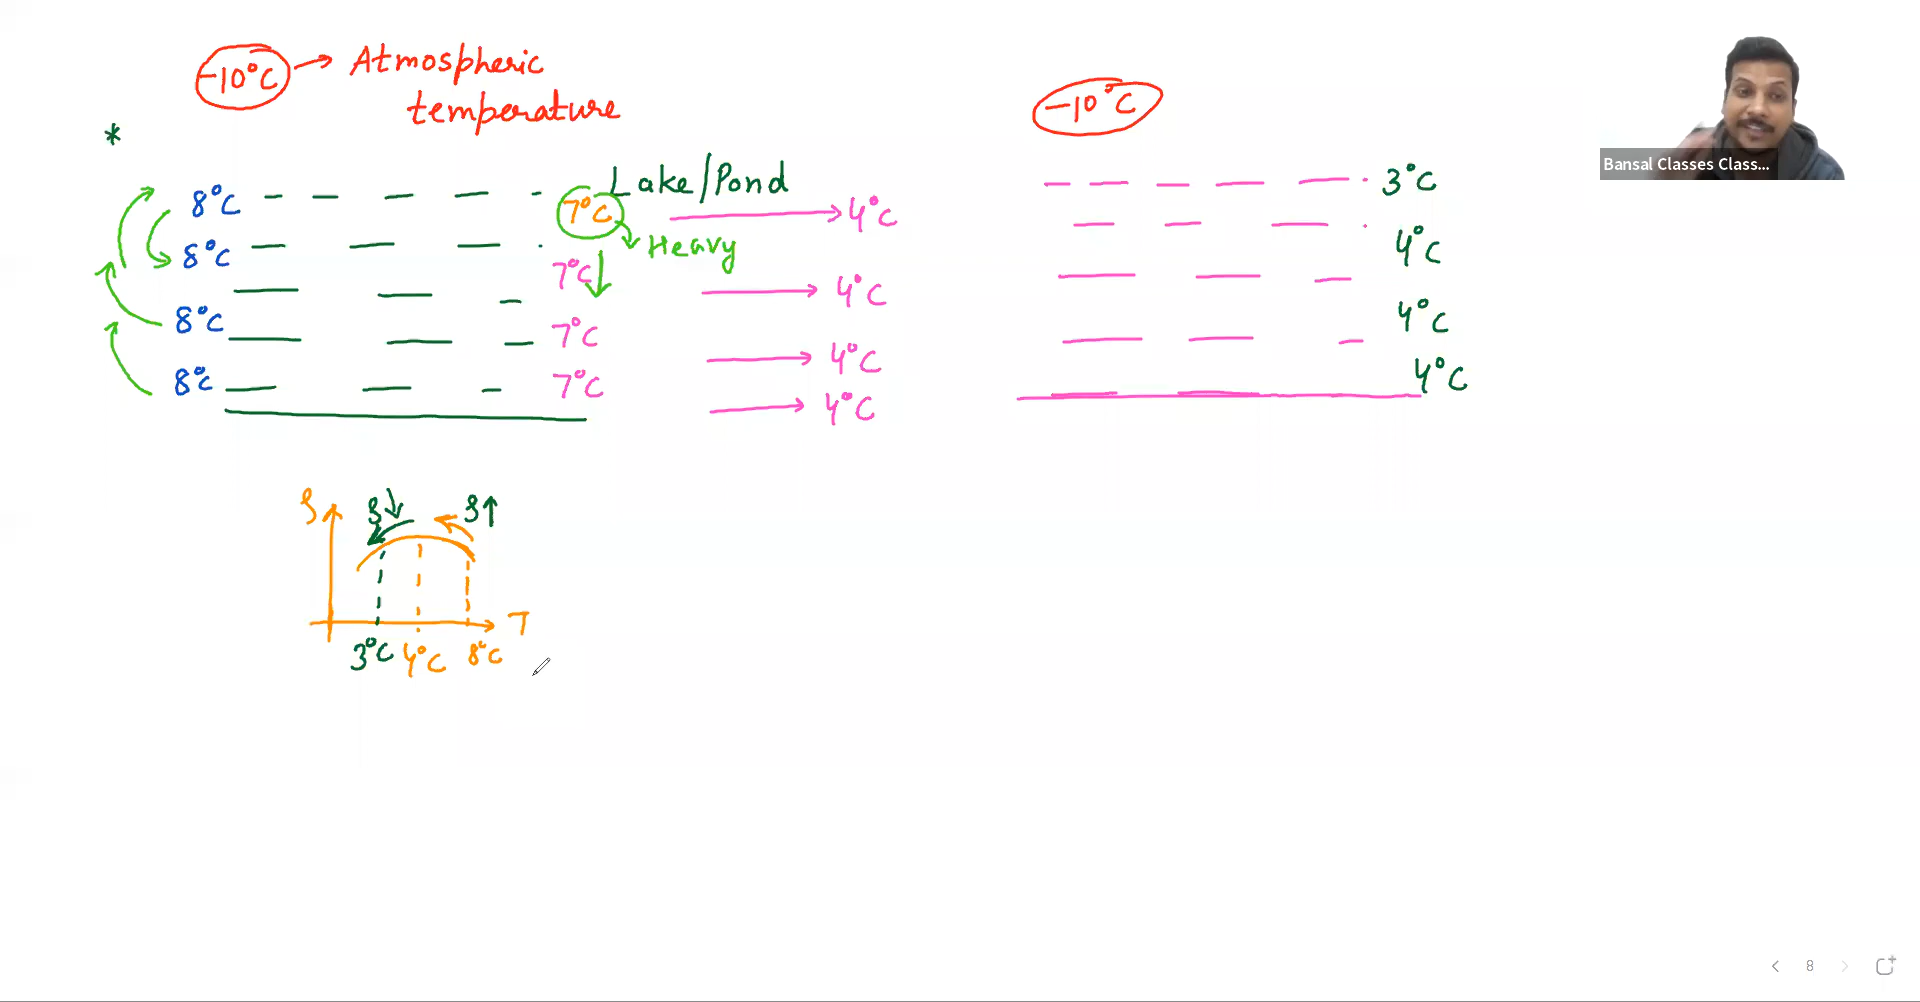 -10°C → Atmospheric
temperature
*
Lake/Pond
8°C
8°C
8°C
8°C
7°C → 4°C
Heavy
7°C → 4°C
7°C → 4°C
7°C → 4°C
-10°C
3°C
4°C
4°C
4°C
ρ
ρ↓ ρ↑
T
3°C 4°C 8°C
Bansal Classes Class...
8